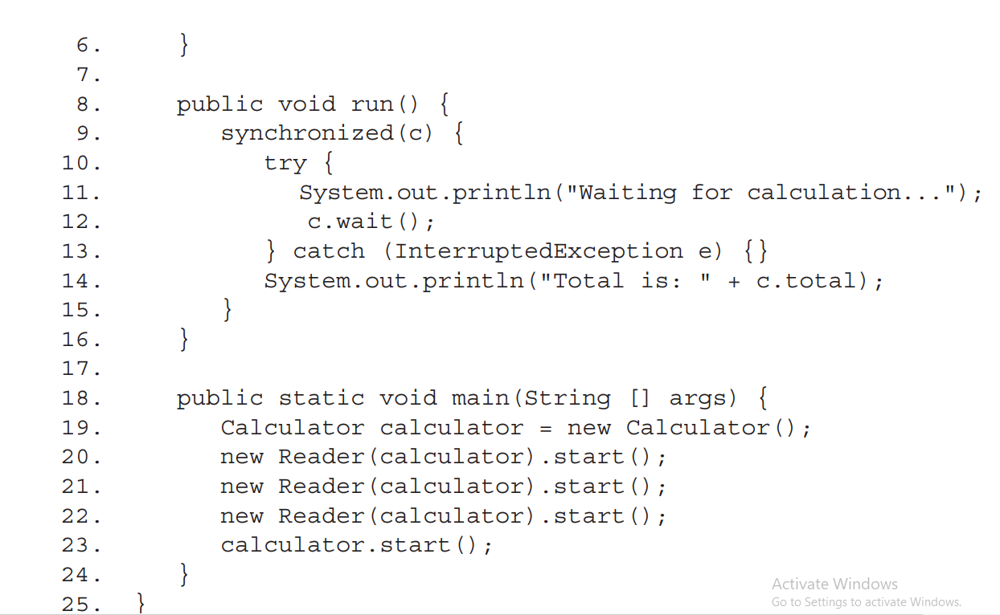 6. }
7.
8. public void run() {
9. synchronized(c) {
10. try {
11. System.out.println("Waiting for calculation...");
12. c.wait();
13. } catch (InterruptedException e) {}
14. System.out.println("Total is: " + c.total);
15. }
16. }
17.
18. public static void main(String [] args) {
19. Calculator calculator = new Calculator();
20. new Reader(calculator).start();
21. new Reader(calculator).start();
22. new Reader(calculator).start();
23. calculator.start();
24. }
25. }
Activate Windows
Go to Settings to activate Windows.